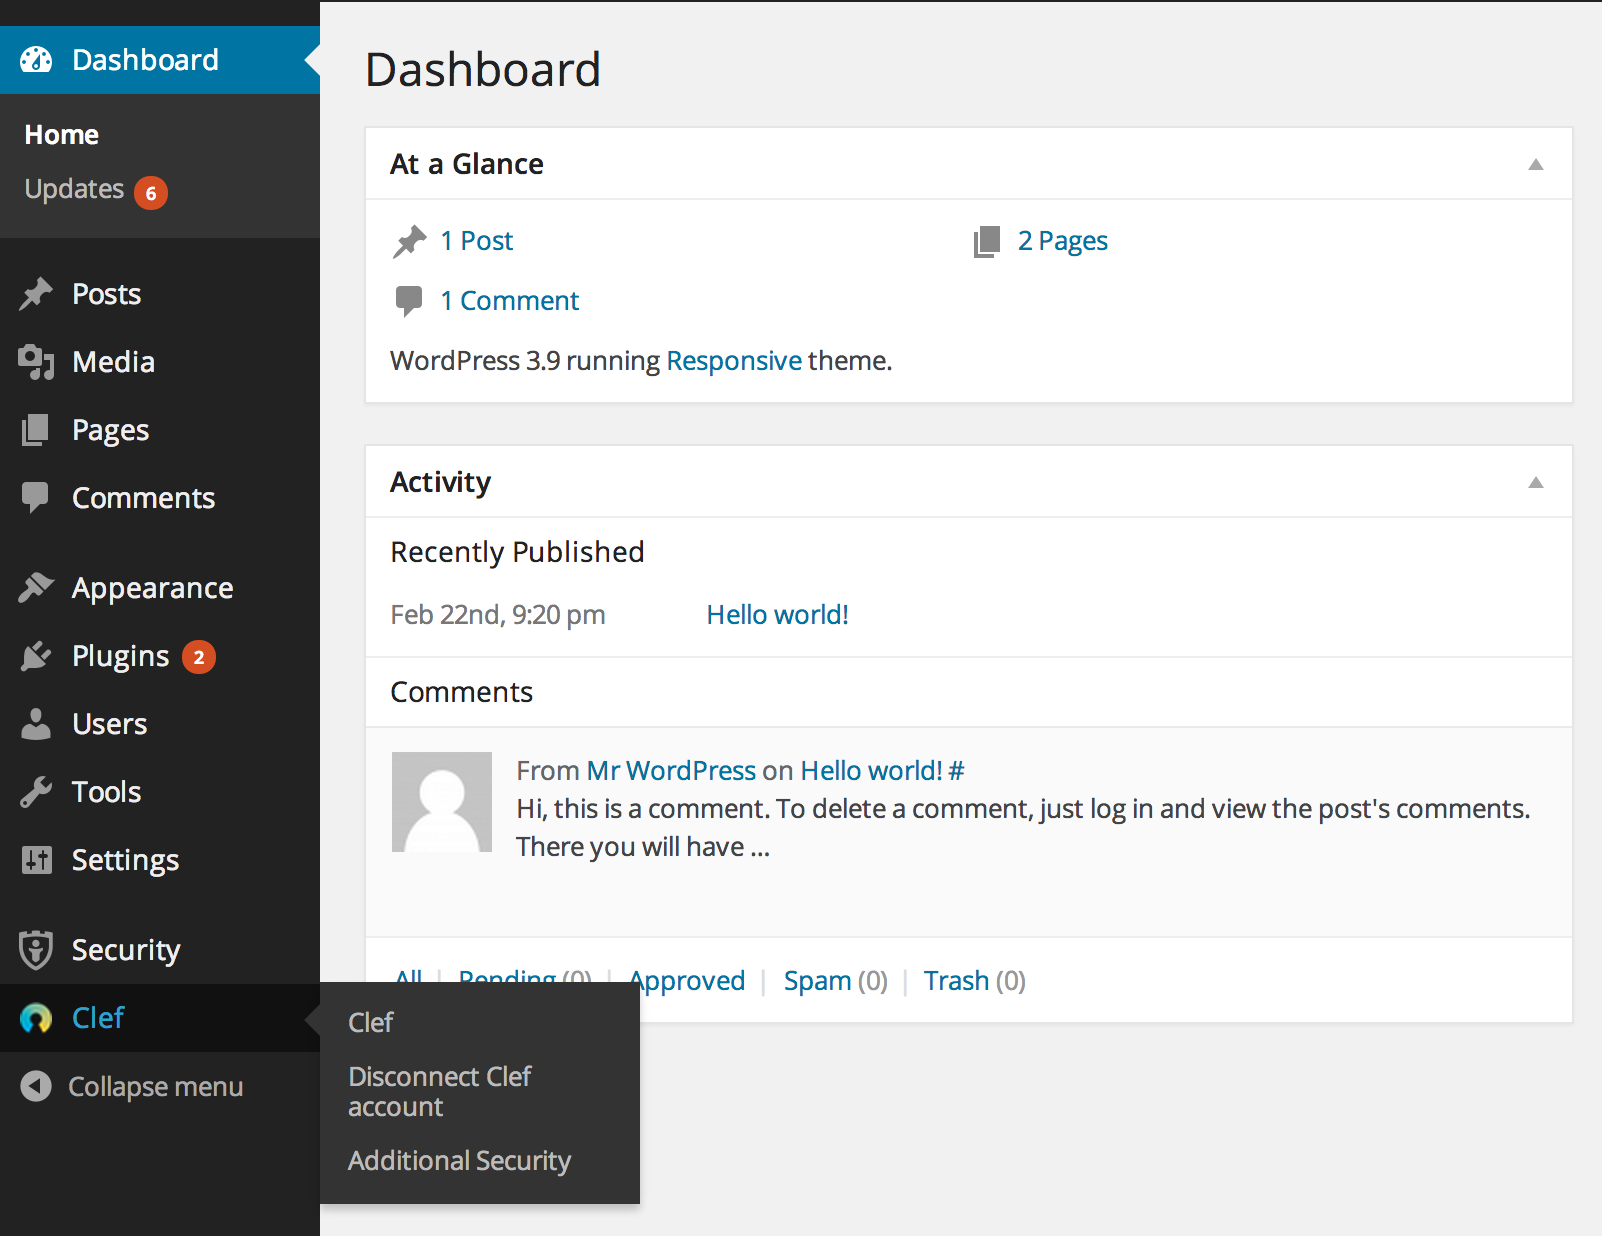 Dashboard
Home
Updates 6
Posts
Media
Pages
Comments
Appearance
Plugins 2
Users
Tools
Settings
Security
Clef
Collapse menu
Clef
Disconnect Clef
account
Additional Security
Dashboard
At a Glance
1 Post
2 Pages
1 Comment
WordPress 3.9 running Responsive theme.
Activity
Recently Published
Feb 22nd, 9:20 pm Hello world!
Comments
From Mr WordPress on Hello world! #
Hi, this is a comment. To delete a comment, just log in and view the post's comments.
There you will have ...
All | Pending (0) | Approved | Spam (0) | Trash (0)